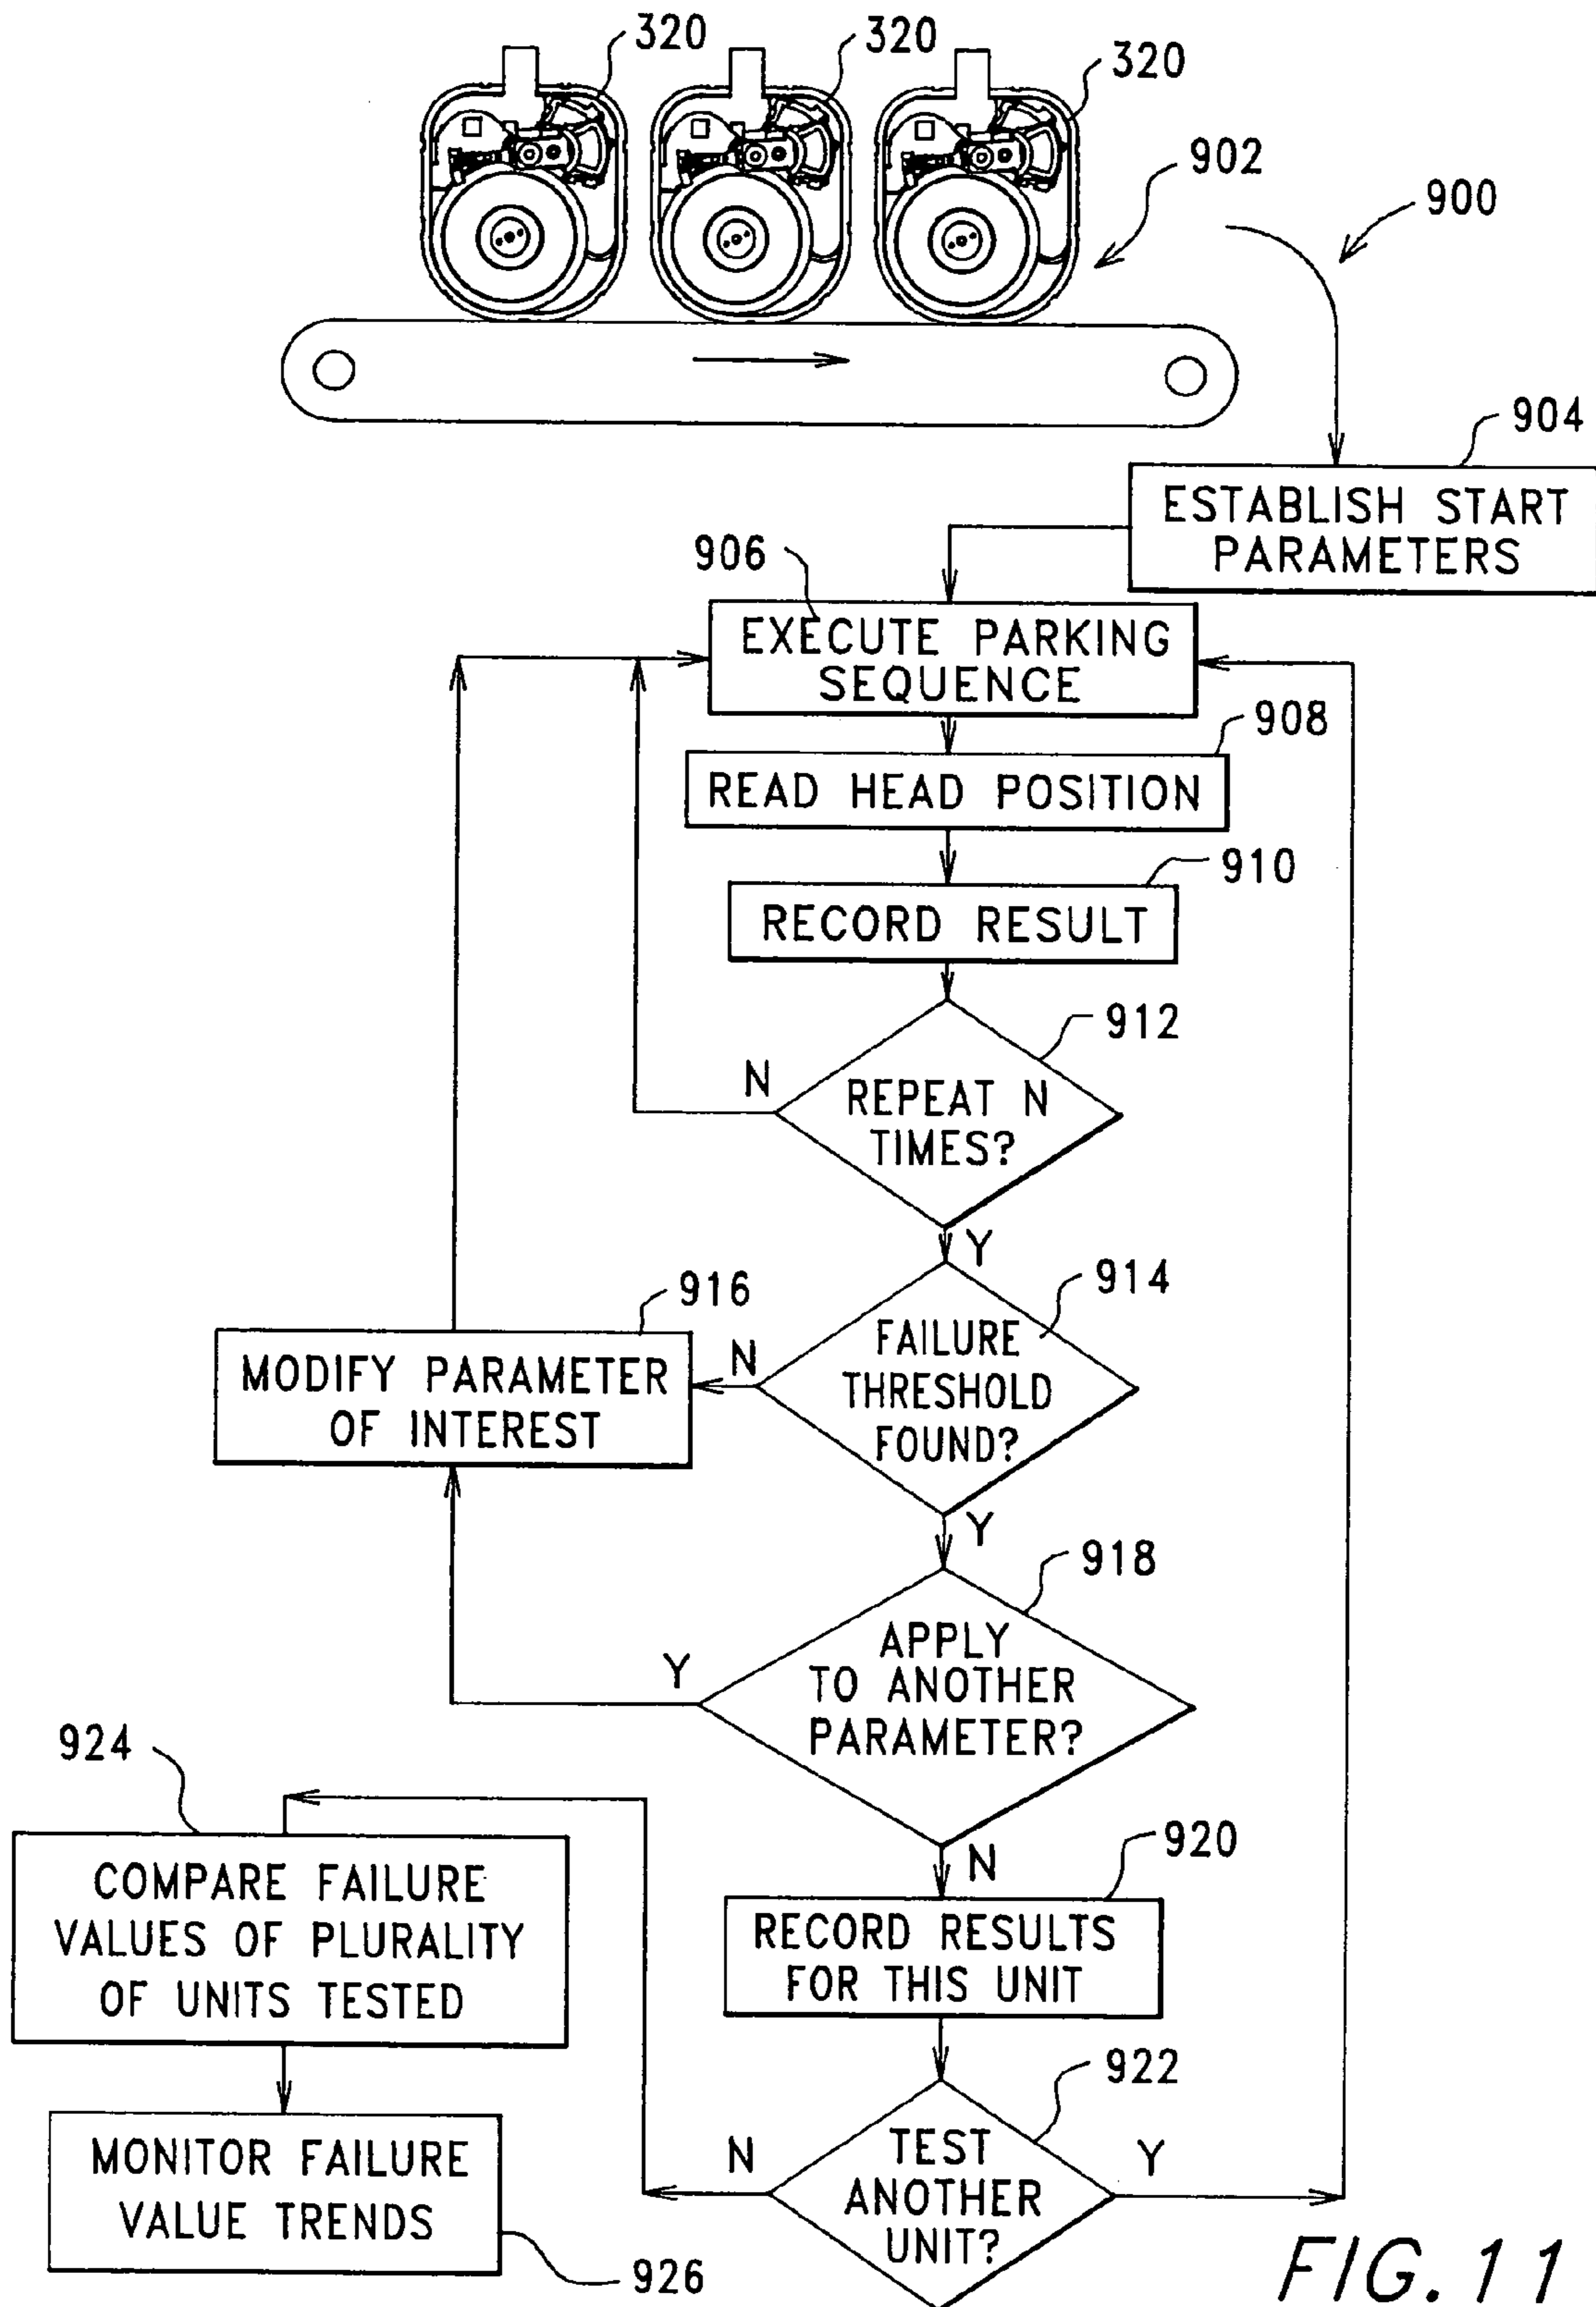 320
320
320
902
900
904
ESTABLISH START
PARAMETERS
906
EXECUTE PARKING
SEQUENCE
908
READ HEAD POSITION
910
RECORD RESULT
912
N
REPEAT N
TIMES?
Y
914
916
FAILURE
THRESHOLD
FOUND?
N
MODIFY PARAMETER
OF INTEREST
Y
918
APPLY
TO ANOTHER
PARAMETER?
Y
924
N
920
COMPARE FAILURE
VALUES OF PLURALITY
OF UNITS TESTED
RECORD RESULTS
FOR THIS UNIT
922
TEST
ANOTHER
UNIT?
N
Y
MONITOR FAILURE
VALUE TRENDS
926
FIG. 11